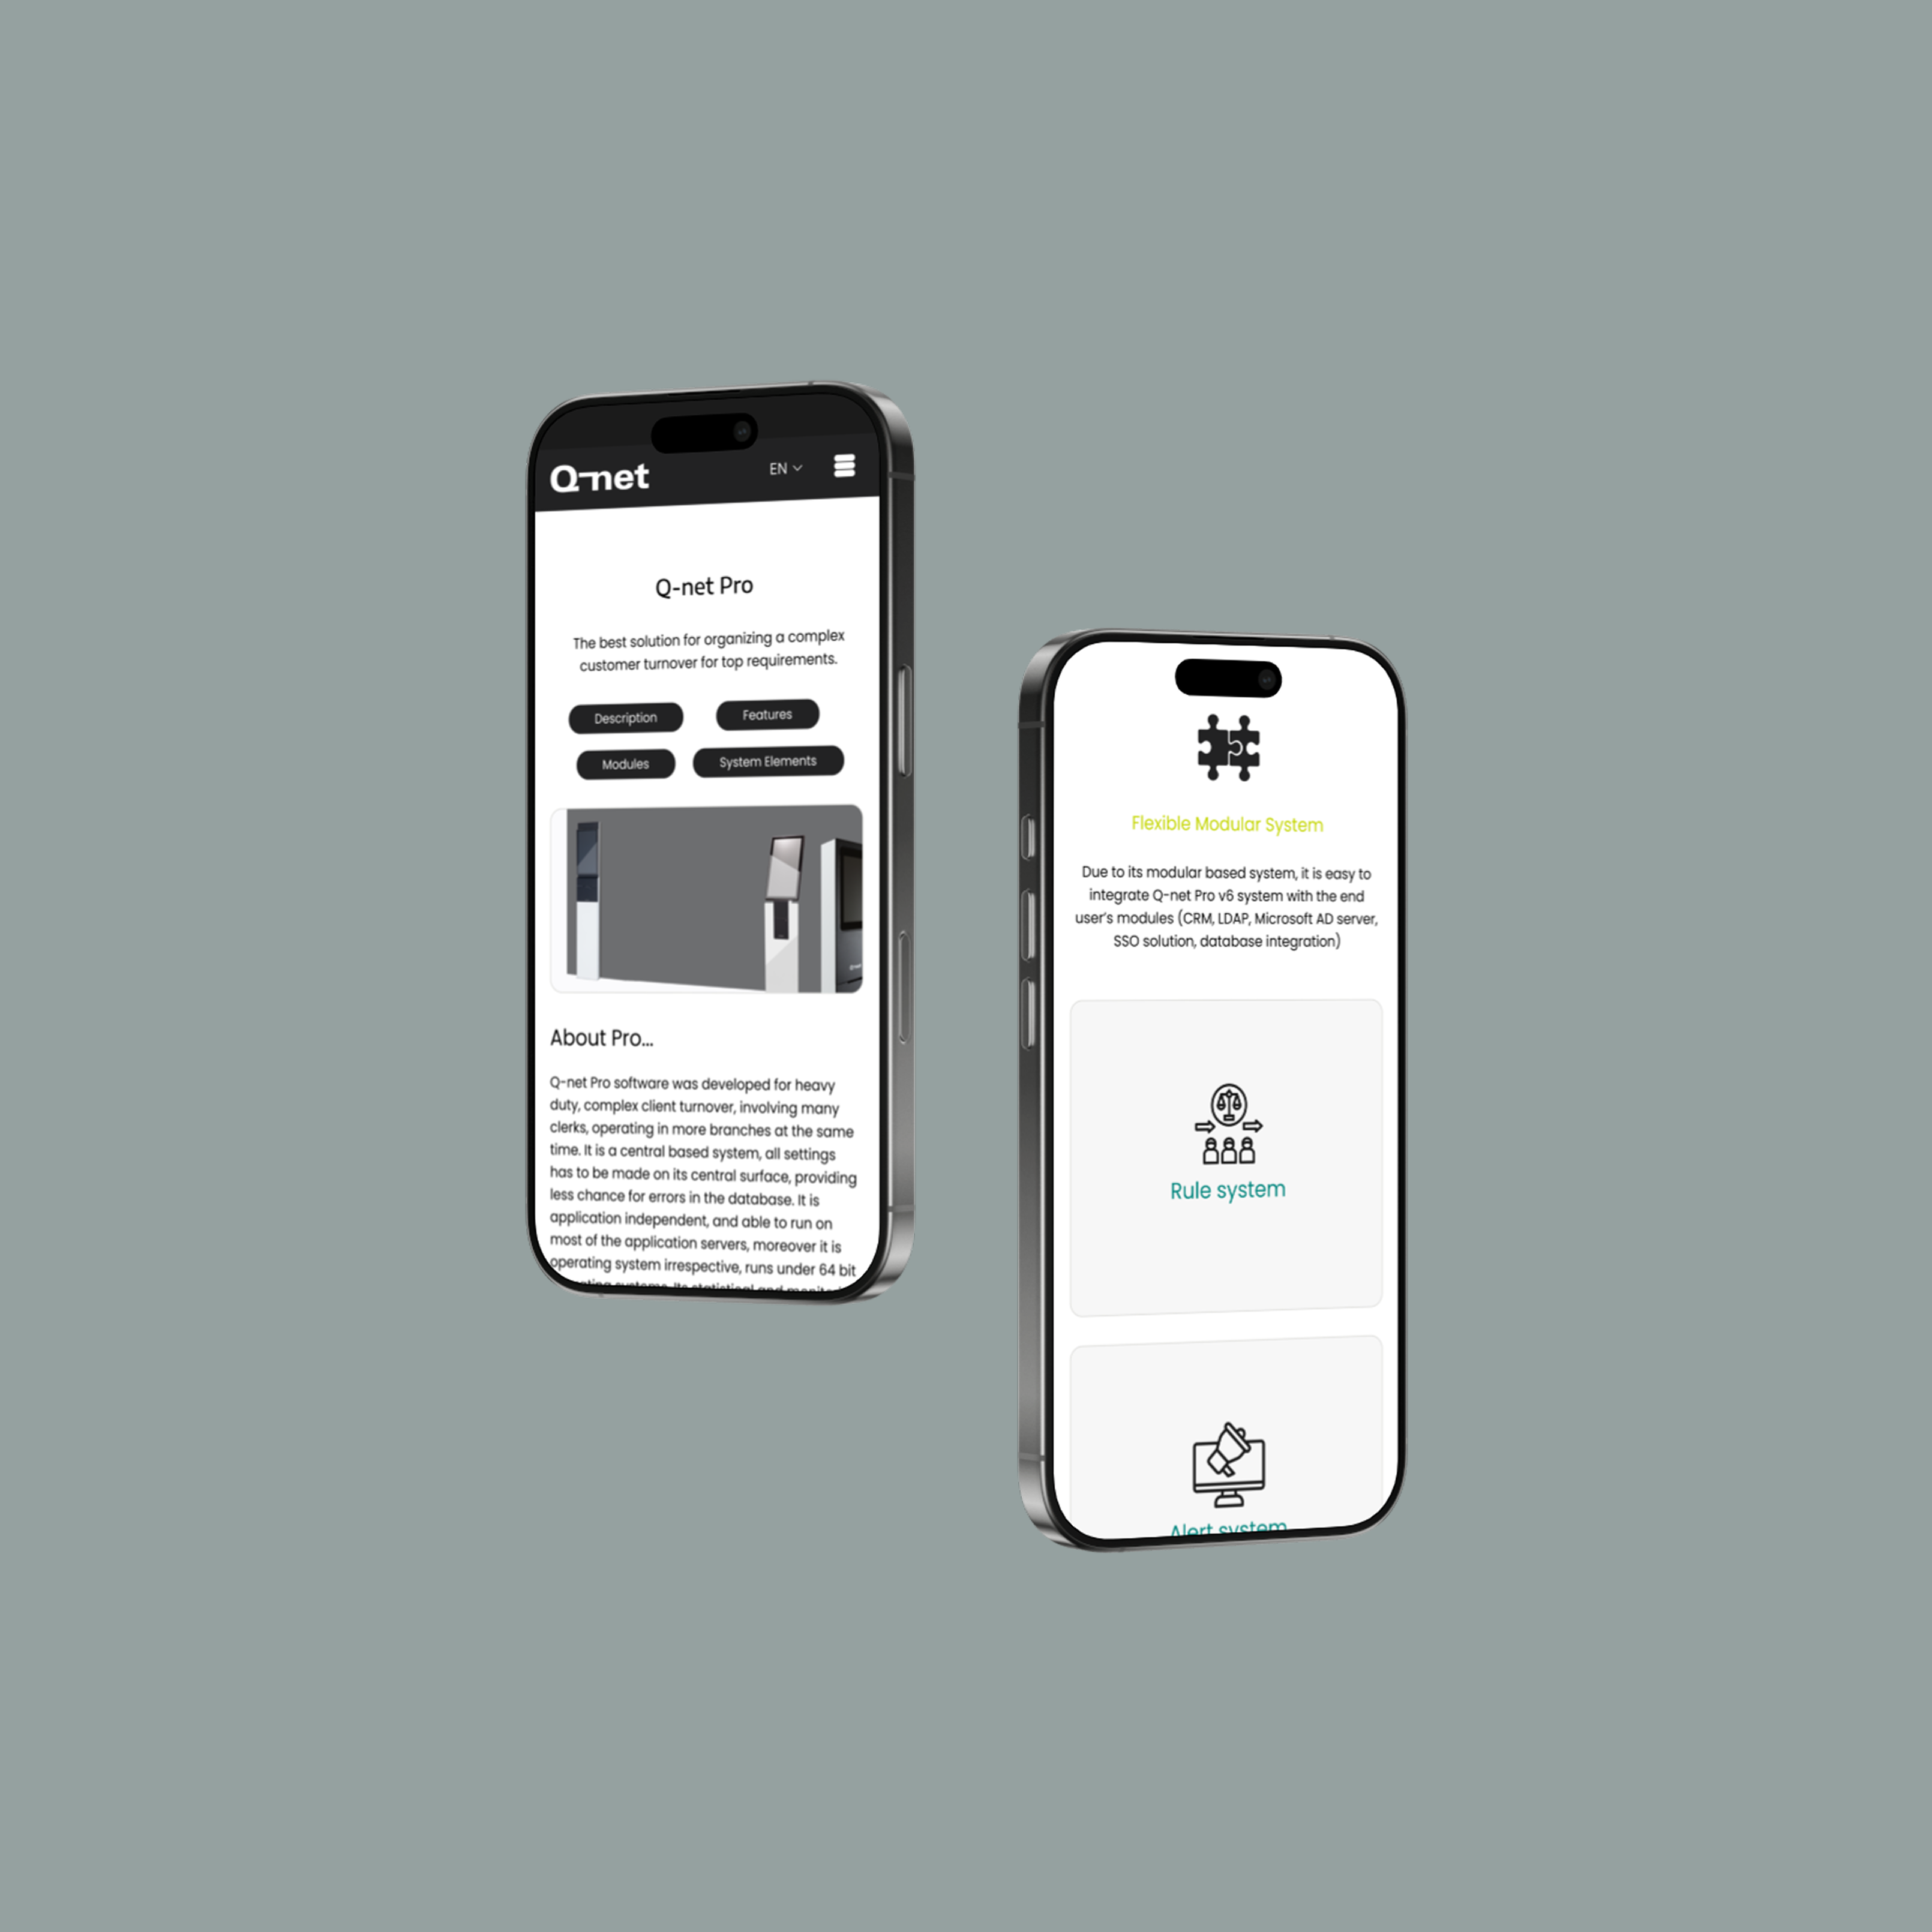 Q-net
EN
Q-net Pro
The best solution for organizing a complex
customer turnover for top requirements.
Description
Features
Modules
System Elements
About Pro...
Q-net Pro software was developed for heavy
duty, complex client turnover, involving many
clerks, operating in more branches at the same
time. It is a central based system, all settings
has to be made on its central surface, providing
less chance for errors in the database. It is
application independent, and able to run on
most of the application servers, moreover it is
operating system irrespective, runs under 64 bit
systems. Its statistical and
Flexible Modular System
Due to its modular based system, it is easy to
integrate Q-net Pro v6 system with the end
user's modules (CRM, LDAP, Microsoft AD server,
SSO solution, database integration)
Rule system
Alert system